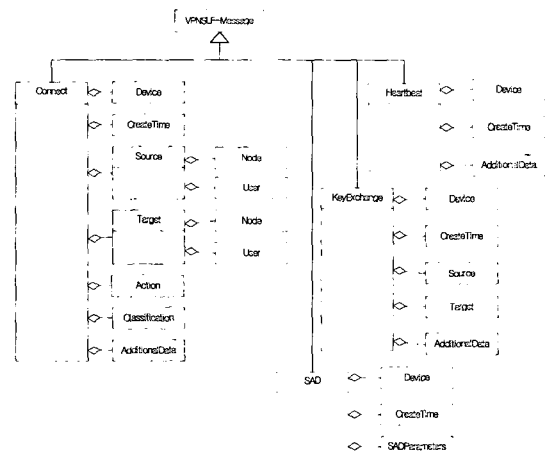 VPNSLF-Message
Connect
Device
CreateTime
Source
Node
User
Target
Node
User
Action
Classification
AdditionalData
Heartbeat
Device
CreateTime
AdditionalData
KeyExchange
Device
CreateTime
Source
Target
AdditionalData
SAD
Device
CreateTime
SADParameters